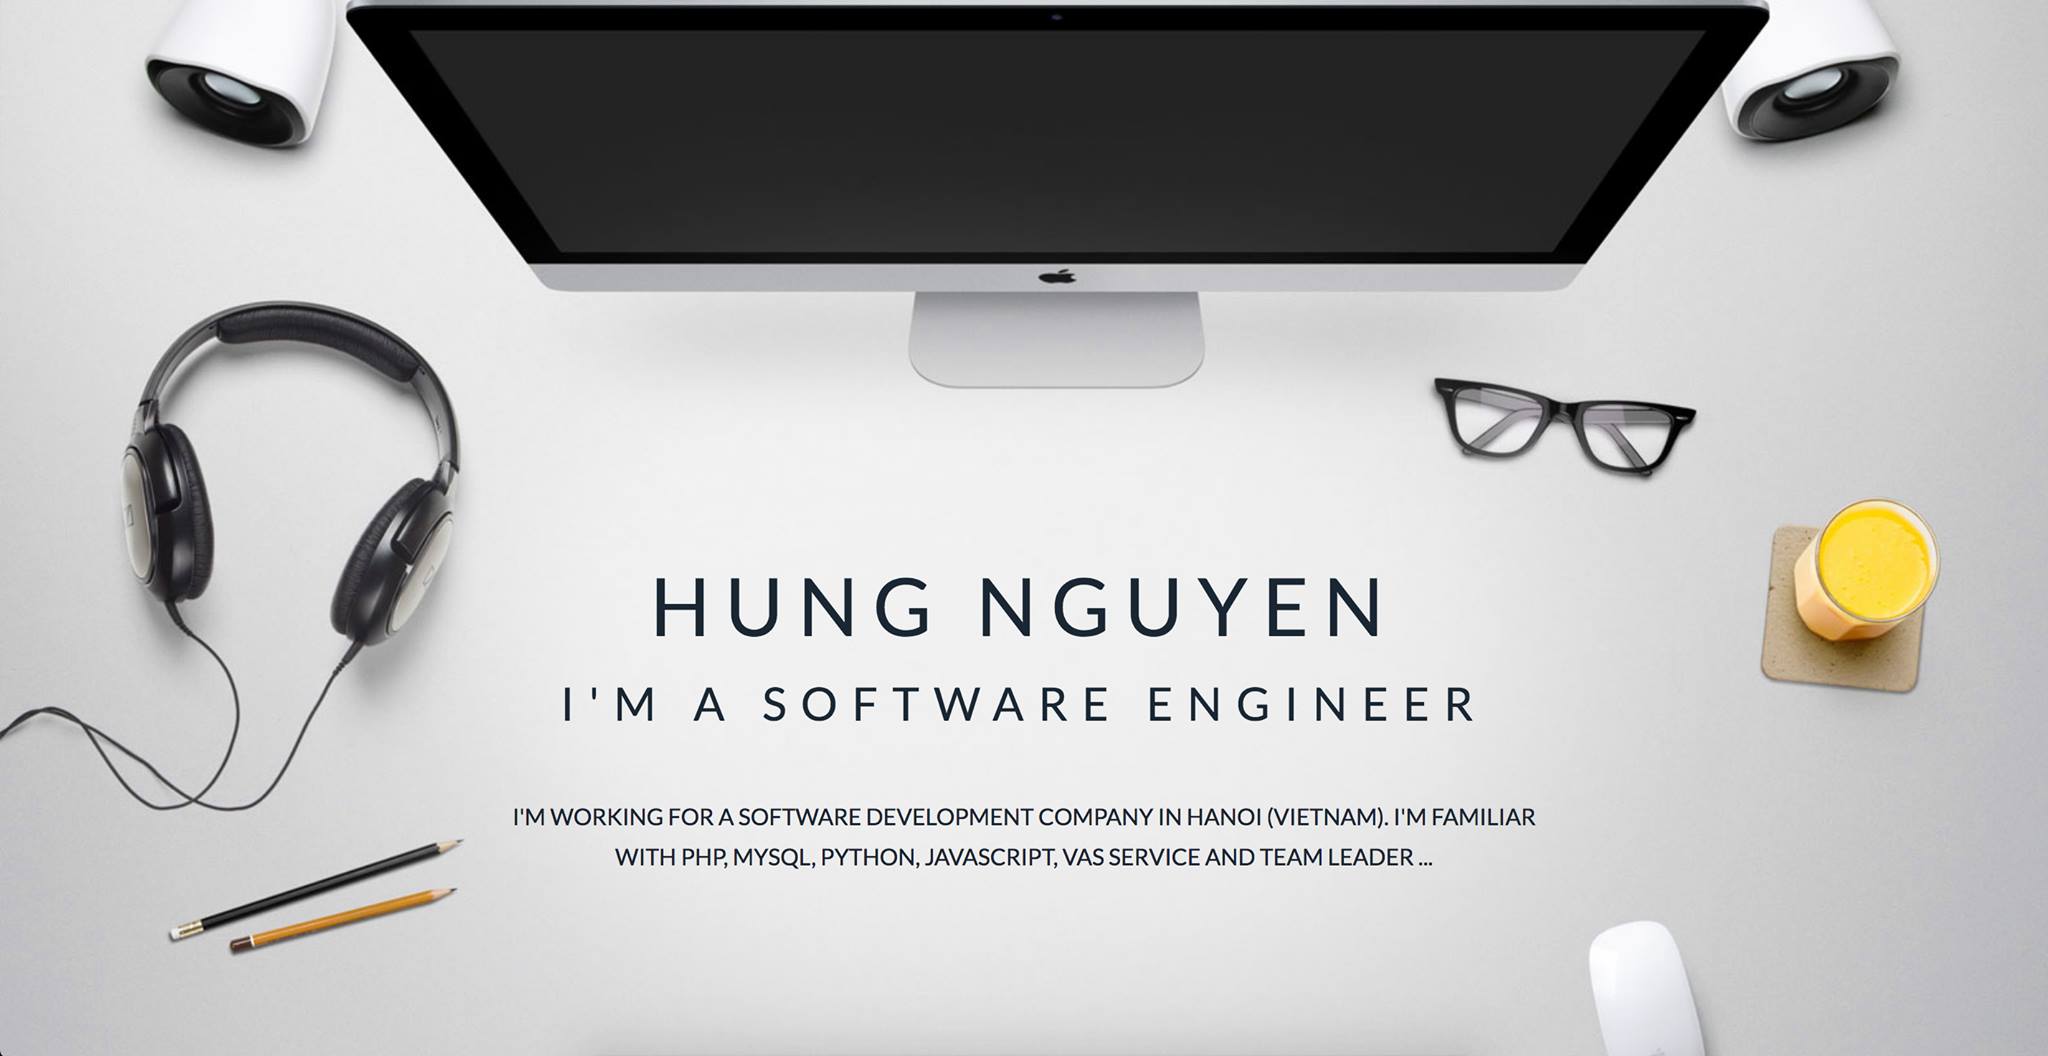 HUNG NGUYEN
I'M A SOFTWARE ENGINEER
I'M WORKING FOR A SOFTWARE DEVELOPMENT COMPANY IN HANOI (VIETNAM). I'M FAMILIAR
WITH PHP, MYSQL, PYTHON, JAVASCRIPT, VAS SERVICE AND TEAM LEADER ...